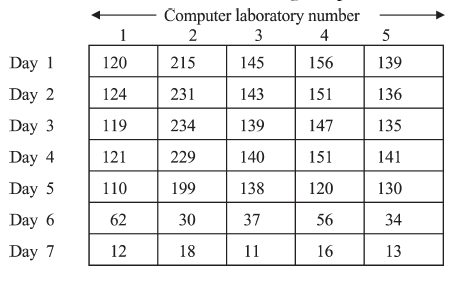 Computer laboratory number
1 2 3 4 5
Day 1 120 215 145 156 139
Day 2 124 231 143 151 136
Day 3 119 234 139 147 135
Day 4 121 229 140 151 141
Day 5 110 199 138 120 130
Day 6 62 30 37 56 34
Day 7 12 18 11 16 13